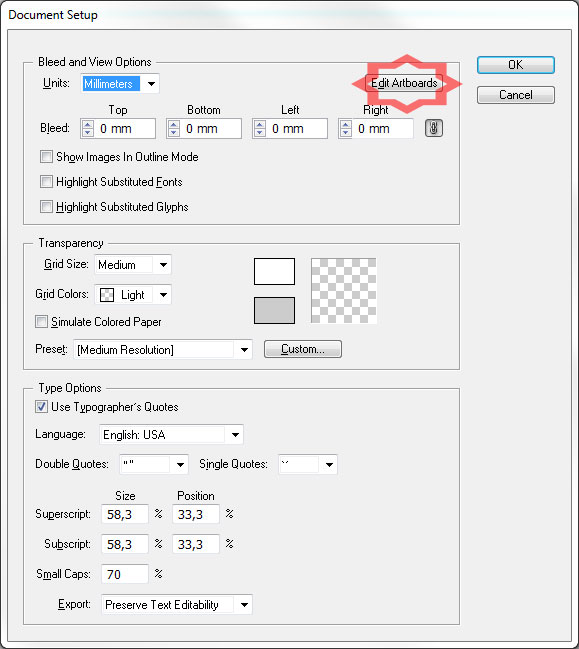 Document Setup
Bleed and View Options
Units: Millimeters Edit Artboards
OK
Cancel
Top Bottom Left Right
Bleed: 0 mm 0 mm 0 mm 0 mm
Show Images In Outline Mode
Highlight Substituted Fonts
Highlight Substituted Glyphs
Transparency
Grid Size: Medium
Grid Colors: Light
Simulate Colored Paper
Preset: [Medium Resolution] Custom...
Type Options
Use Typographer's Quotes
Language: English: USA
Double Quotes: “” Single Quotes: ‘’
Size Position
Superscript: 58,3 % 33,3 %
Subscript: 58,3 % 33,3 %
Small Caps: 70 %
Export: Preserve Text Editability